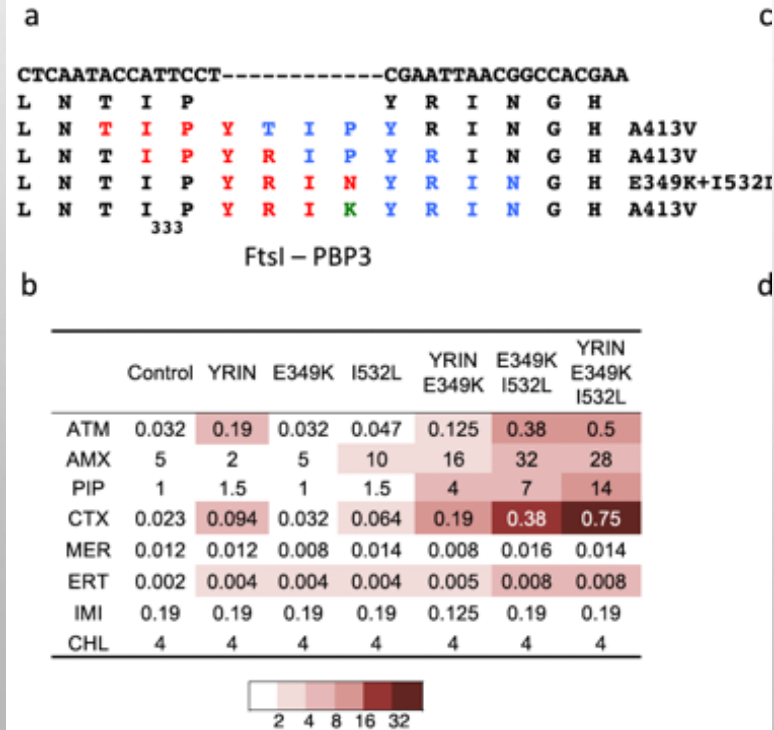 a
c
CTCAATACCATTCCT------------CGAATTAACGGCCACGAA
L N T I P Y R I N G H
L N T I P Y T I P Y R I N G H A413V
L N T I P Y R I P Y R I N G H A413V
L N T I P Y R I N Y R I N G H E349K+I532L
L N T I P Y R I K Y R I N G H A413V
333
FtsI – PBP3
b
d
Control YRIN E349K I532L YRIN E349K E349K I532L YRIN E349K I532L
ATM 0.032 0.19 0.032 0.047 0.125 0.38 0.5
AMX 5 2 5 10 16 32 28
PIP 1 1.5 1 1.5 4 7 14
CTX 0.023 0.094 0.032 0.064 0.19 0.38 0.75
MER 0.012 0.012 0.008 0.014 0.008 0.016 0.014
ERT 0.002 0.004 0.004 0.004 0.005 0.008 0.008
IMI 0.19 0.19 0.19 0.19 0.125 0.19 0.19
CHL 4 4 4 4 4 4 4
2 4 8 16 32